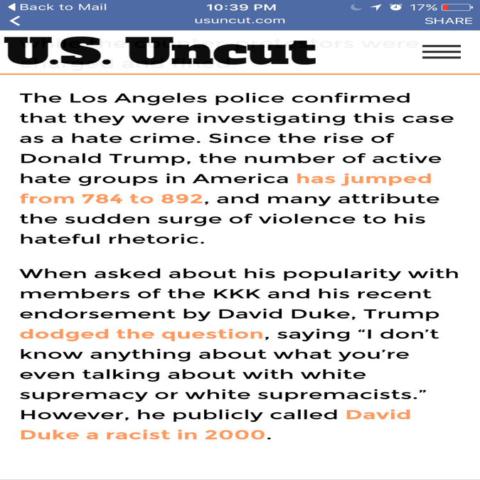 Back to Mail 10:39 PM 17%
usuncut.com SHARE
U.S. Uncut
The Los Angeles police confirmed
that they were investigating this case
as a hate crime. Since the rise of
Donald Trump, the number of active
hate groups in America has jumped
from 784 to 892, and many attribute
the sudden surge of violence to his
hateful rhetoric.
When asked about his popularity with
members of the KKK and his recent
endorsement by David Duke, Trump
dodged the question, saying “I don’t
know anything about what you’re
even talking about with white
supremacy or white supremacists.”
However, he publicly called David
Duke a racist in 2000.